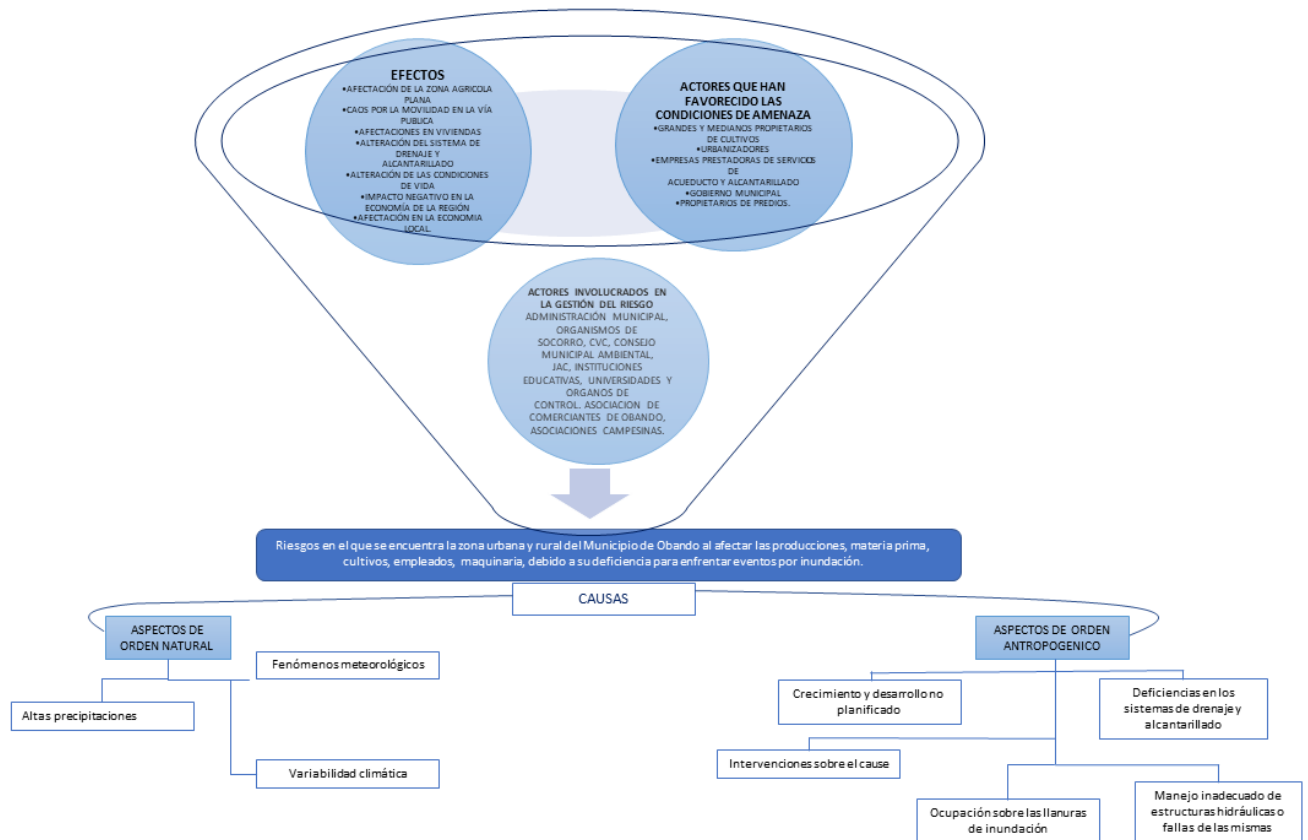 EFECTOS
•AFECTACIÓN DE LA ZONA AGRICOLA
PLANA
•CAOS POR LA MOVILIDAD EN LA VÍA
PUBLICA
•AFECTACIONES EN VIVIENDAS
•ALTERACIÓN DEL SISTEMA DE
DRENAJE Y
ALCANTARILLADO
•ALTERACIÓN DE LAS CONDICIONES
DE VIDA
•IMPACTO NEGATIVO EN LA
ECONOMÍA DE LA REGIÓN
•AFECTACIÓN EN LA ECONOMIA
LOCAL.
ACTORES QUE HAN
FAVORECIDO LAS
CONDICIONES DE AMENAZA
•GRANDES Y MEDIANOS PROPIETARIOS
DE CULTIVOS
•URBANIZADORES
•EMPRESAS PRESTADORAS DE SERVICIOS
DE
ACUEDUCTO Y ALCANTARILLADO
•GOBIERNO MUNICIPAL
•PROPIETARIOS DE PREDIOS.
ACTORES INVOLUCRADOS EN
LA GESTIÓN DEL RIESGO
ADMINISTRACIÓN MUNICIPAL,
ORGANISMOS DE
SOCORRO, CVC, CONSEJO
MUNICIPAL AMBIENTAL,
JAC, INSTITUCIONES
EDUCATIVAS, UNIVERSIDADES Y
ORGANOS DE
CONTROL. ASOCIACION DE
COMERCIANTES DE OBANDO,
ASOCIACIONES CAMPESINAS.
Riesgos en el que se encuentra la zona urbana y rural del Municipio de Obando al afectar las producciones, materia prima,
cultivos, empleados, maquinaria, debido a su deficiencia para enfrentar eventos por inundación.
CAUSAS
ASPECTOS DE
ORDEN NATURAL
Fenómenos meteorológicos
Altas precipitaciones
Variabilidad climática
ASPECTOS DE ORDEN
ANTROPOGENICO
Crecimiento y desarrollo no
planificado
Deficiencias en los
sistemas de drenaje y
alcantarillado
Intervenciones sobre el cause
Ocupación sobre las llanuras
de inundación
Manejo inadecuado de
estructuras hidráulicas o
fallas de las mismas